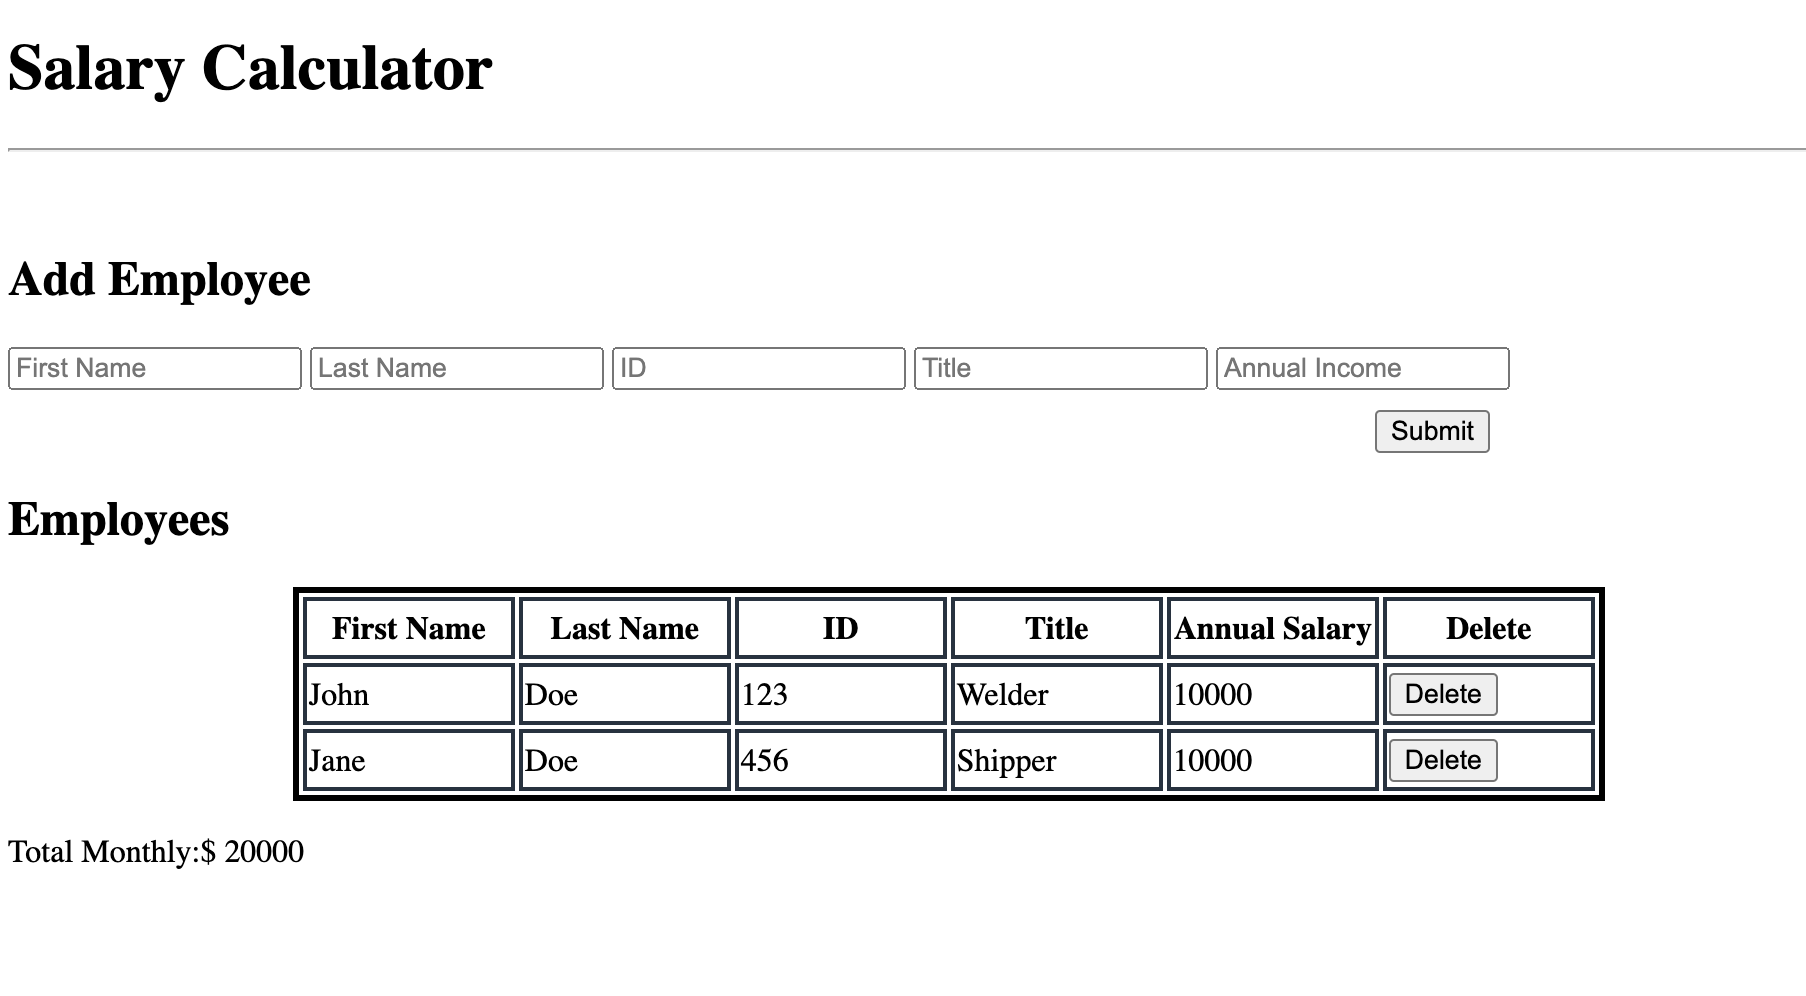 Salary Calculator
Add Employee
First Name Last Name ID Title Annual Income
Submit
Employees
First Name Last Name ID Title Annual Salary Delete
John Doe 123 Welder 10000 Delete
Jane Doe 456 Shipper 10000 Delete
Total Monthly:$ 20000